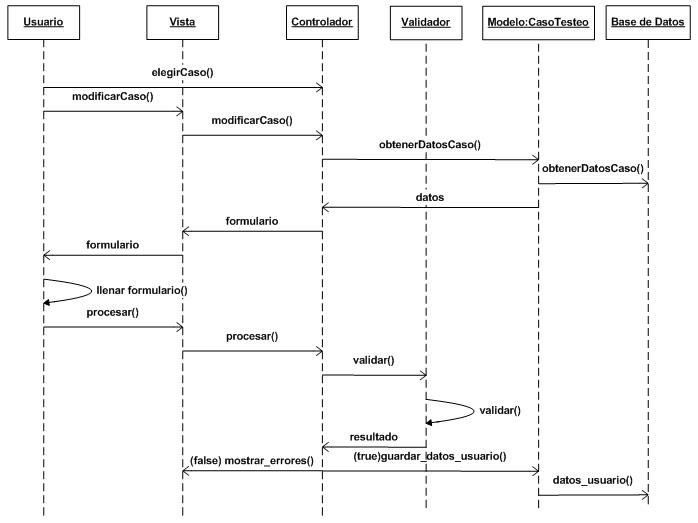 Usuario
Vista
Controlador
Validador
Modelo:CasoTesteo
Base de Datos
elegirCaso()
modificarCaso()
modificarCaso()
obtenerDatosCaso()
obtenerDatosCaso()
datos
formulario
formulario
llenar formulario()
procesar()
procesar()
validar()
validar()
resultado
(false) mostrar_errores()
(true)guardar_datos_usuario()
datos_usuario()